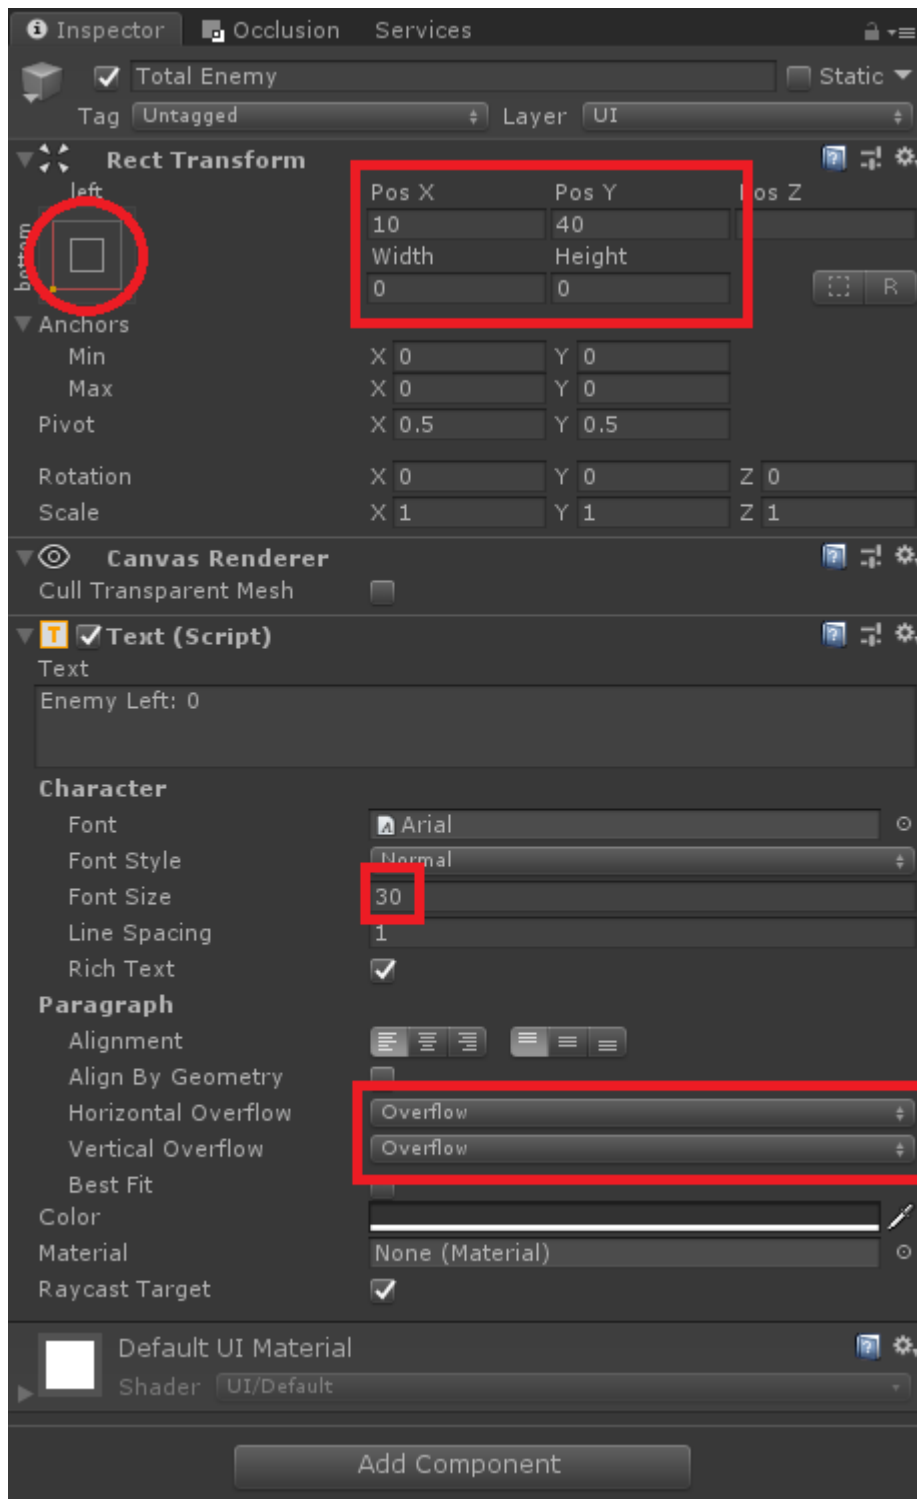 Inspector Occlusion Services
Total Enemy Static
Tag Untagged Layer UI
Rect Transform
left
bottom
Pos X Pos Y Pos Z
10 40
Width Height
0 0 R
Anchors
Min X 0 Y 0
Max X 0 Y 0
Pivot X 0.5 Y 0.5
Rotation X 0 Y 0 Z 0
Scale X 1 Y 1 Z 1
Canvas Renderer
Cull Transparent Mesh
T Text (Script)
Text
Enemy Left: 0
Character
Font Arial
Font Style Normal
Font Size 30
Line Spacing 1
Rich Text
Paragraph
Alignment
Align By Geometry
Horizontal Overflow Overflow
Vertical Overflow Overflow
Best Fit
Color
Material None (Material)
Raycast Target
Default UI Material
Shader UI/Default
Add Component